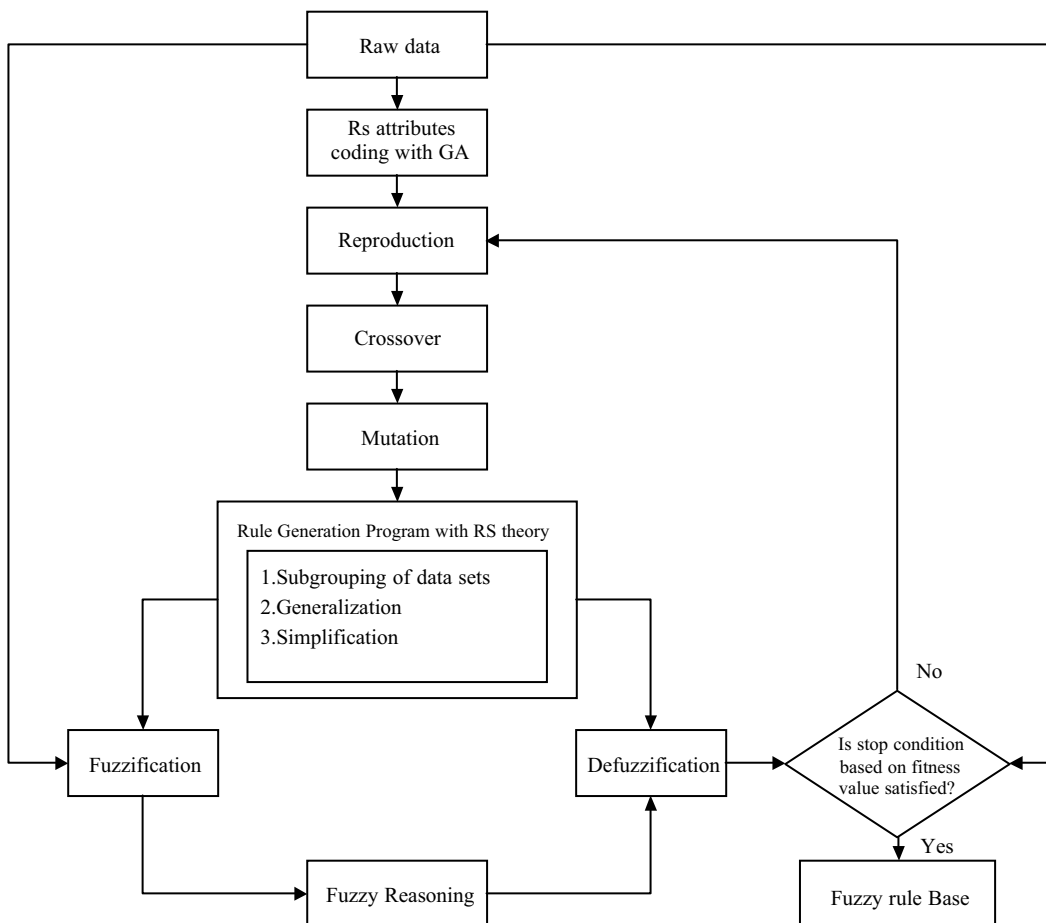 Raw data
Rs attributes
coding with GA
Reproduction
Crossover
Mutation
Rule Generation Program with RS theory
1.Subgrouping of data sets
2.Generalization
3.Simplification
No
Fuzzification
Defuzzification
Is stop condition
based on fitness
value satisfied?
Yes
Fuzzy Reasoning
Fuzzy rule Base